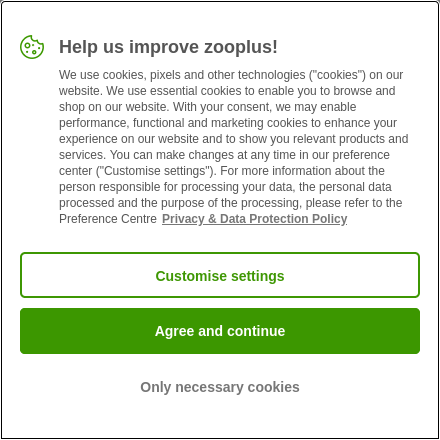 Help us improve zooplus!
We use cookies, pixels and other technologies ("cookies") on our
website. We use essential cookies to enable you to browse and
shop on our website. With your consent, we may enable
performance, functional and marketing cookies to enhance your
experience on our website and to show you relevant products and
services. You can make changes at any time in our preference
center ("Customise settings"). For more information about the
person responsible for processing your data, the personal data
processed and the purpose of the processing, please refer to the
Preference Centre Privacy & Data Protection Policy
Customise settings
Agree and continue
Only necessary cookies